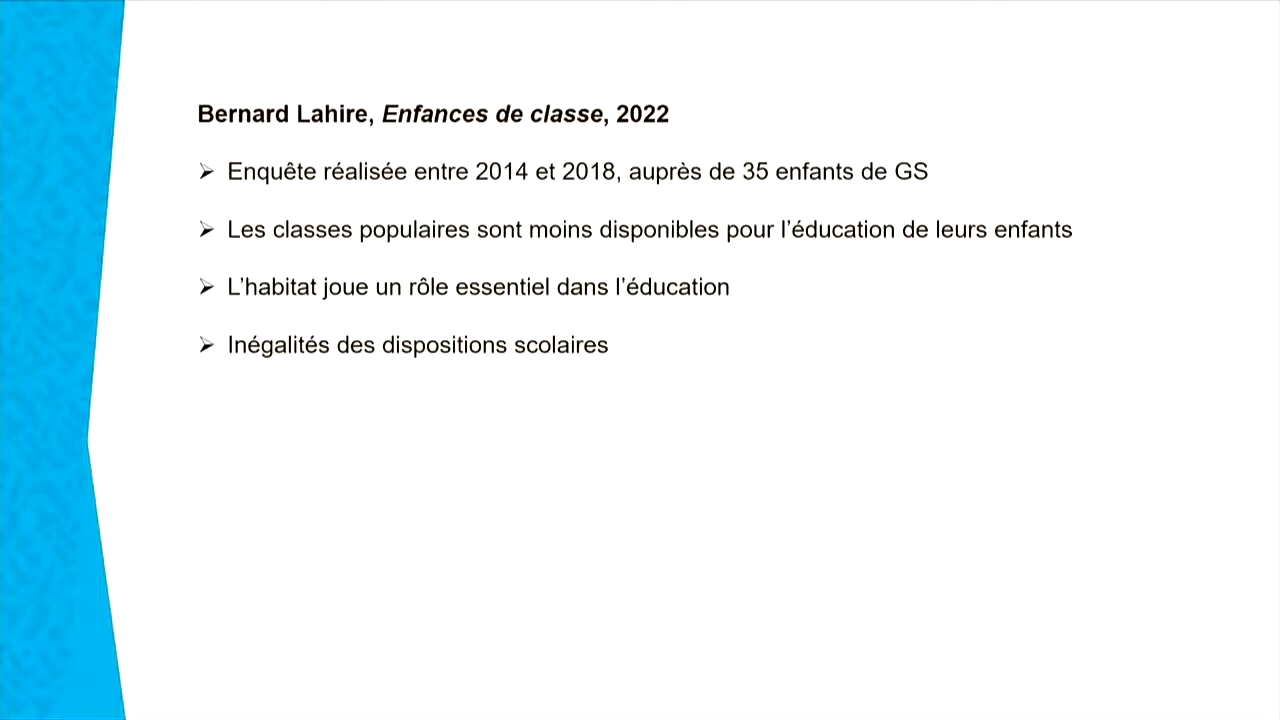 Bernard Lahire, Enfances de classe, 2022
➢ Enquête réalisée entre 2014 et 2018, auprès de 35 enfants de GS
➢ Les classes populaires sont moins disponibles pour l’éducation de leurs enfants
➢ L’habitat joue un rôle essentiel dans l’éducation
➢ Inégalités des dispositions scolaires